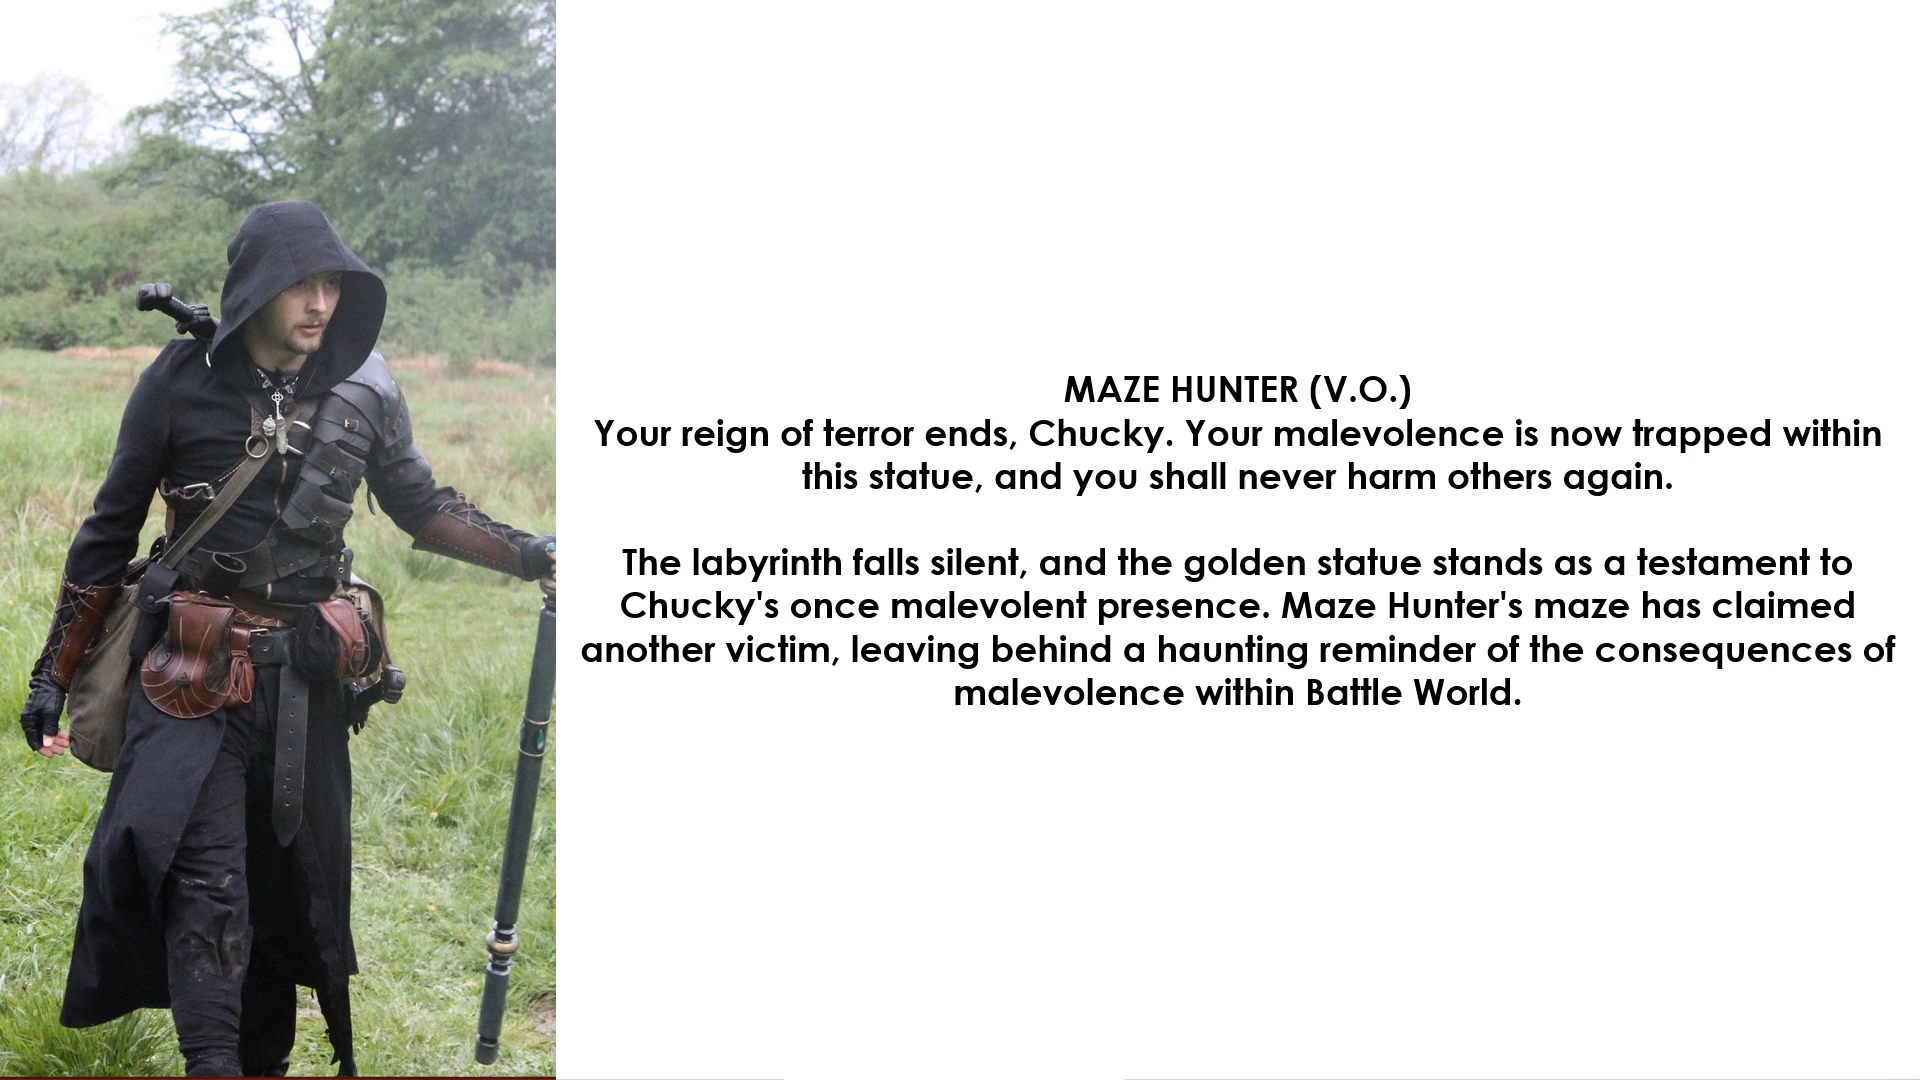 MAZE HUNTER (V.O.)
Your reign of terror ends, Chucky. Your malevolence is now trapped within
this statue, and you shall never harm others again.
The labyrinth falls silent, and the golden statue stands as a testament to
Chucky's once malevolent presence. Maze Hunter's maze has claimed
another victim, leaving behind a haunting reminder of the consequences of
malevolence within Battle World.